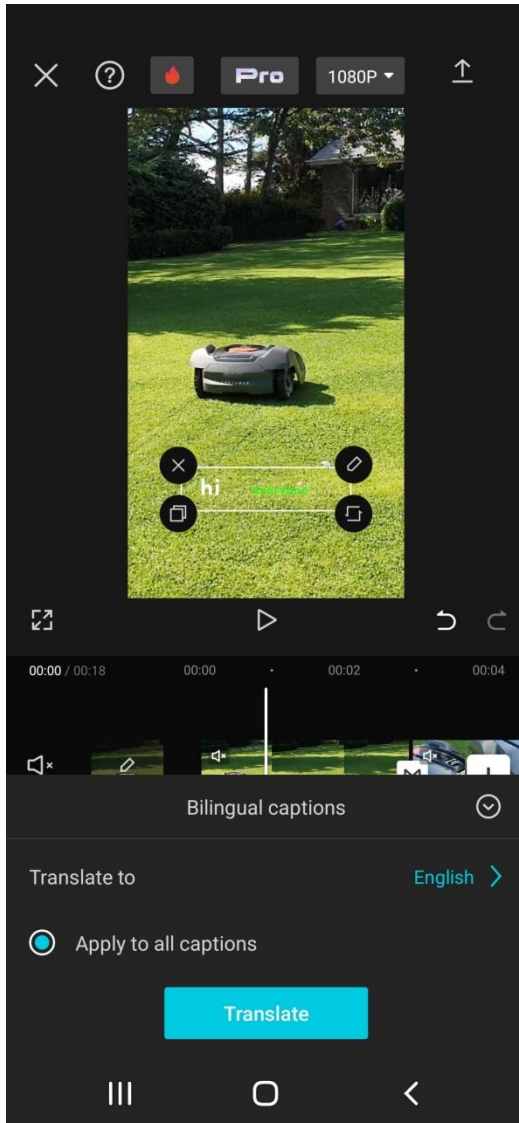 Pro 1080P
hi
00:00 / 00:18 00:00 00:02 00:04
Bilingual captions
Translate to English
Apply to all captions
Translate